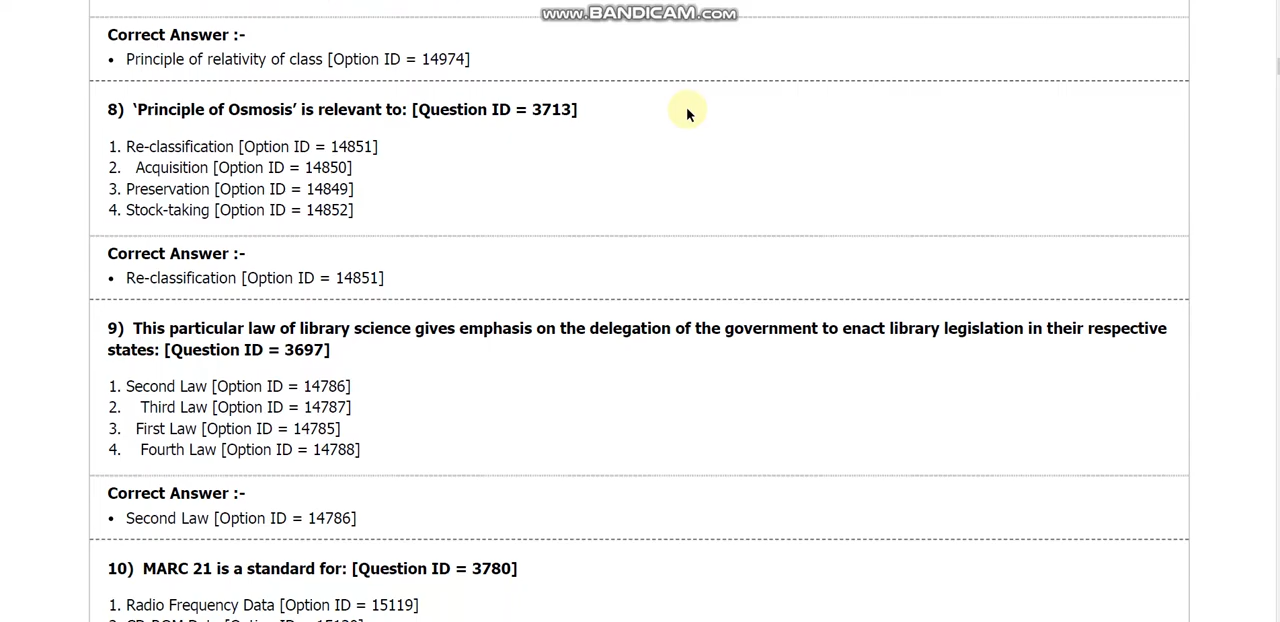 www.BANDICAM.com
Correct Answer :-
• Principle of relativity of class [Option ID = 14974]
8) ‘Principle of Osmosis’ is relevant to: [Question ID = 3713]
1. Re-classification [Option ID = 14851]
2. Acquisition [Option ID = 14850]
3. Preservation [Option ID = 14849]
4. Stock-taking [Option ID = 14852]
Correct Answer :-
• Re-classification [Option ID = 14851]
9) This particular law of library science gives emphasis on the delegation of the government to enact library legislation in their respective
states: [Question ID = 3697]
1. Second Law [Option ID = 14786]
2. Third Law [Option ID = 14787]
3. First Law [Option ID = 14785]
4. Fourth Law [Option ID = 14788]
Correct Answer :-
• Second Law [Option ID = 14786]
10) MARC 21 is a standard for: [Question ID = 3780]
1. Radio Frequency Data [Option ID = 15119]